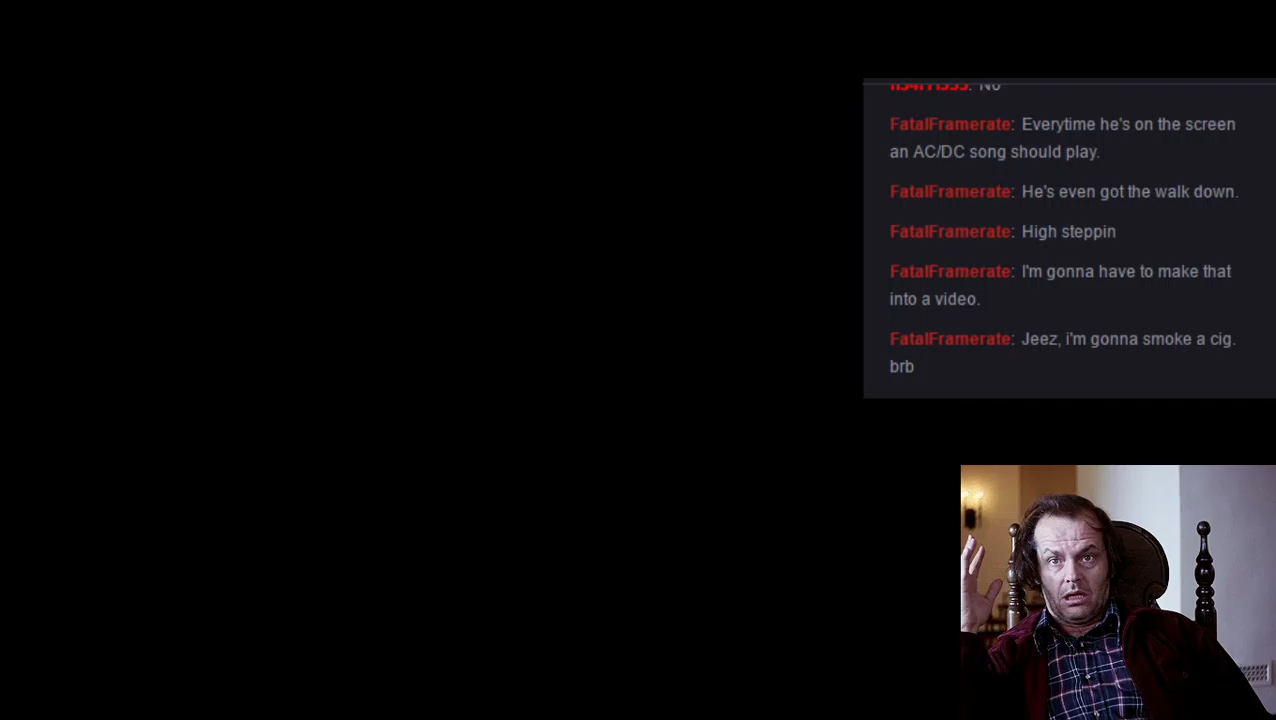 No
FatalFramerate: Everytime he's on the screen
an AC/DC song should play.
FatalFramerate: He's even got the walk down.
FatalFramerate: High steppin
FatalFramerate: I'm gonna have to make that
into a video.
FatalFramerate: Jeez, i'm gonna smoke a cig.
brb